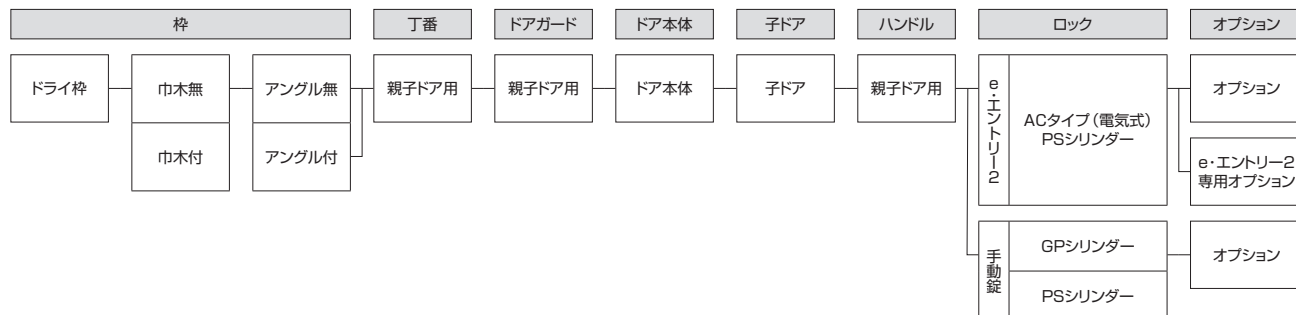 枠
丁番
ドアガード
ドア本体
子ドア
ハンドル
ロック
オプション
ドライ枠
巾木無
巾木付
アングル無
アングル付
親子ドア用
親子ドア用
ドア本体
子ドア
親子ドア用
e・エントリー2
ACタイプ（電気式）
PSシリンダー
オプション
e・エントリー2
専用オプション
手動錠
GPシリンダー
PSシリンダー
オプション